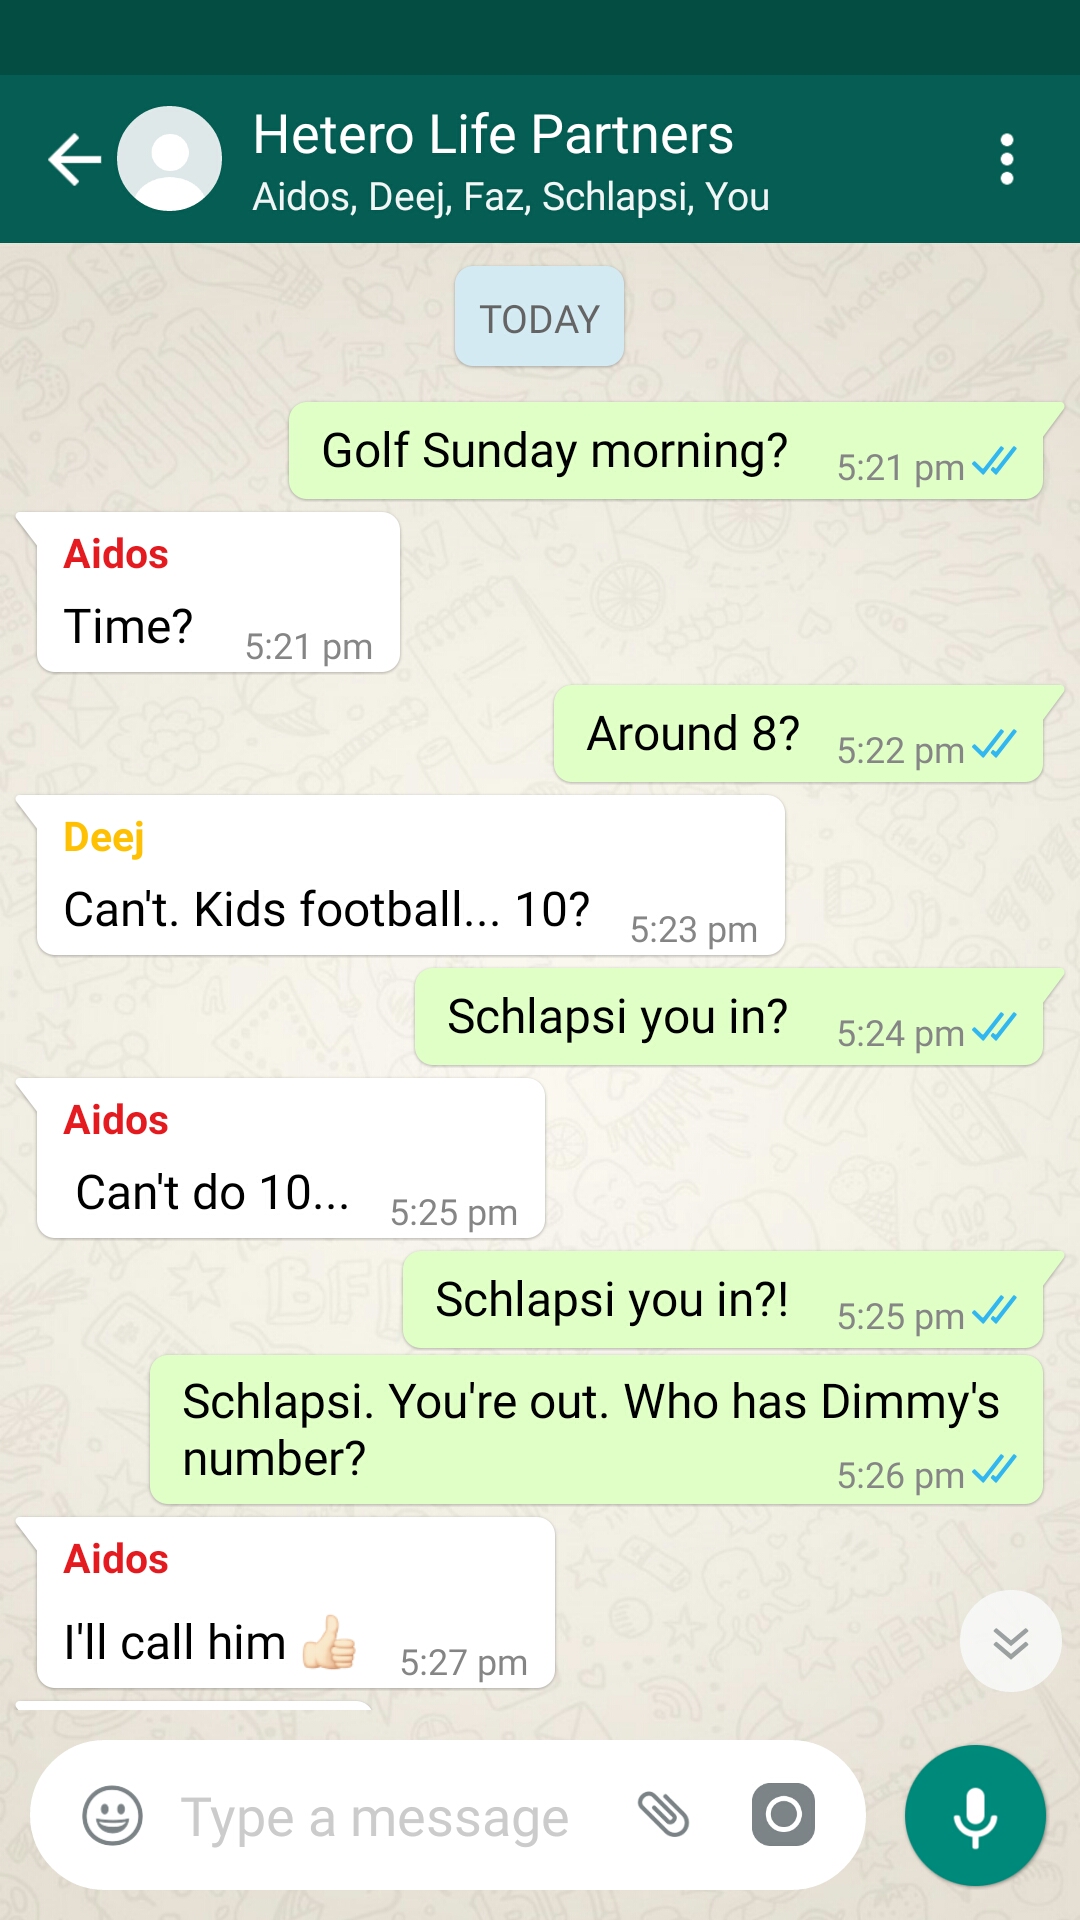 Hetero Life Partners
Aidos, Deej, Faz, Schlapsi, You
TODAY
Golf Sunday morning?
5:21 pm
Aidos
Time?
5:21 pm
Around 8?
5:22 pm
Deej
Can't. Kids football... 10?
5:23 pm
Schlapsi you in?
5:24 pm
Aidos
Can't do 10...
5:25 pm
Schlapsi you in?!
5:25 pm
Schlapsi. You're out. Who has Dimmy's
number?
5:26 pm
Aidos
I'll call him 👍🏻
5:27 pm
Type a message